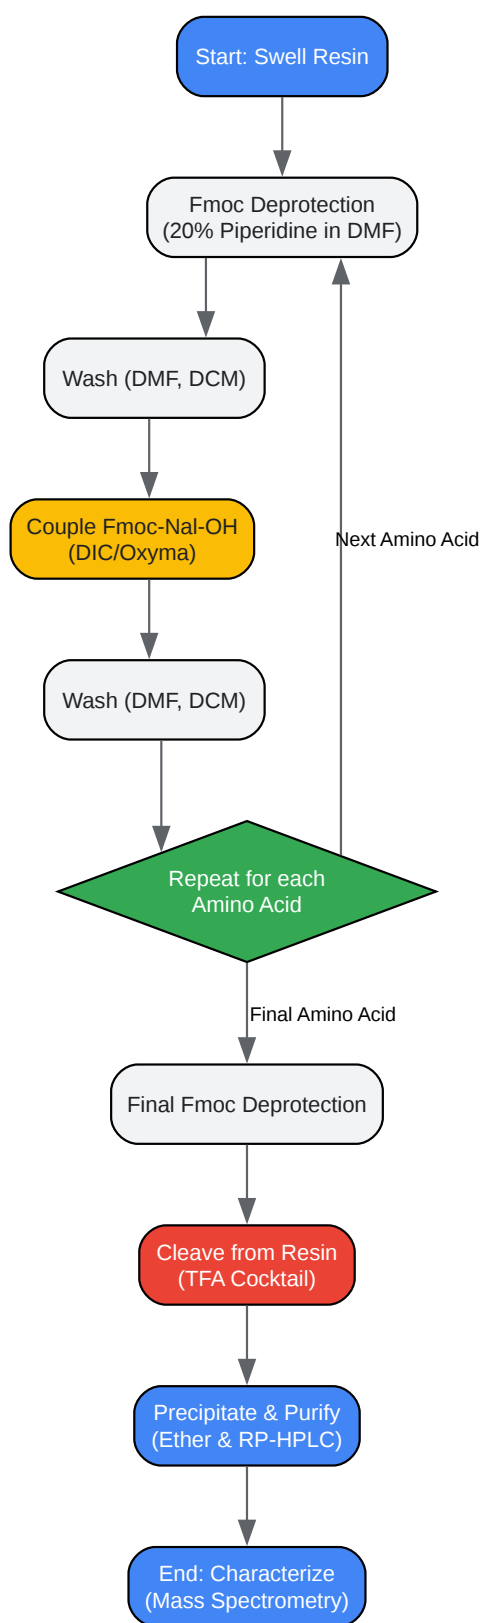 Start: Swell Resin
Fmoc Deprotection
(20% Piperidine in DMF)
Wash (DMF, DCM)
Couple Fmoc-Nal-OH
(DIC/Oxyma)
Next Amino Acid
Wash (DMF, DCM)
Repeat for each
Amino Acid
Final Amino Acid
Final Fmoc Deprotection
Cleave from Resin
(TFA Cocktail)
Precipitate & Purify
(Ether & RP-HPLC)
End: Characterize
(Mass Spectrometry)